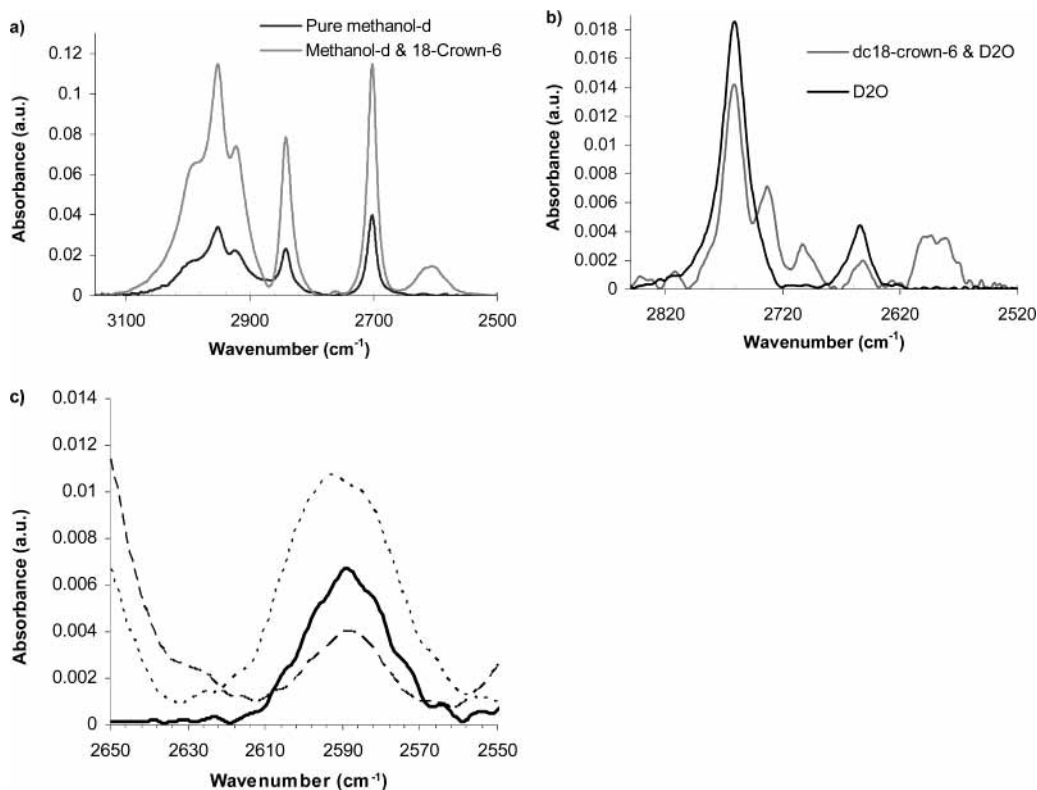 a)
Pure methanol-d
Methanol-d & 18-Crown-6
0.12
0.1
0.08
0.06
0.04
0.02
0
Absorbance (a.u.)
3100 2900 2700 2500
Wavenumber (cm-1)
b)
dc18-crown-6 & D2O
D2O
0.018
0.016
0.014
0.012
0.01
0.008
0.006
0.004
0.002
0
Absorbance (a.u.)
2820 2720 2620 2520
Wavenumber (cm-1)
c)
0.014
0.012
0.01
0.008
0.006
0.004
0.002
0
Absorbance (a.u.)
2650 2630 2610 2590 2570 2550
Wavenumber (cm-1)